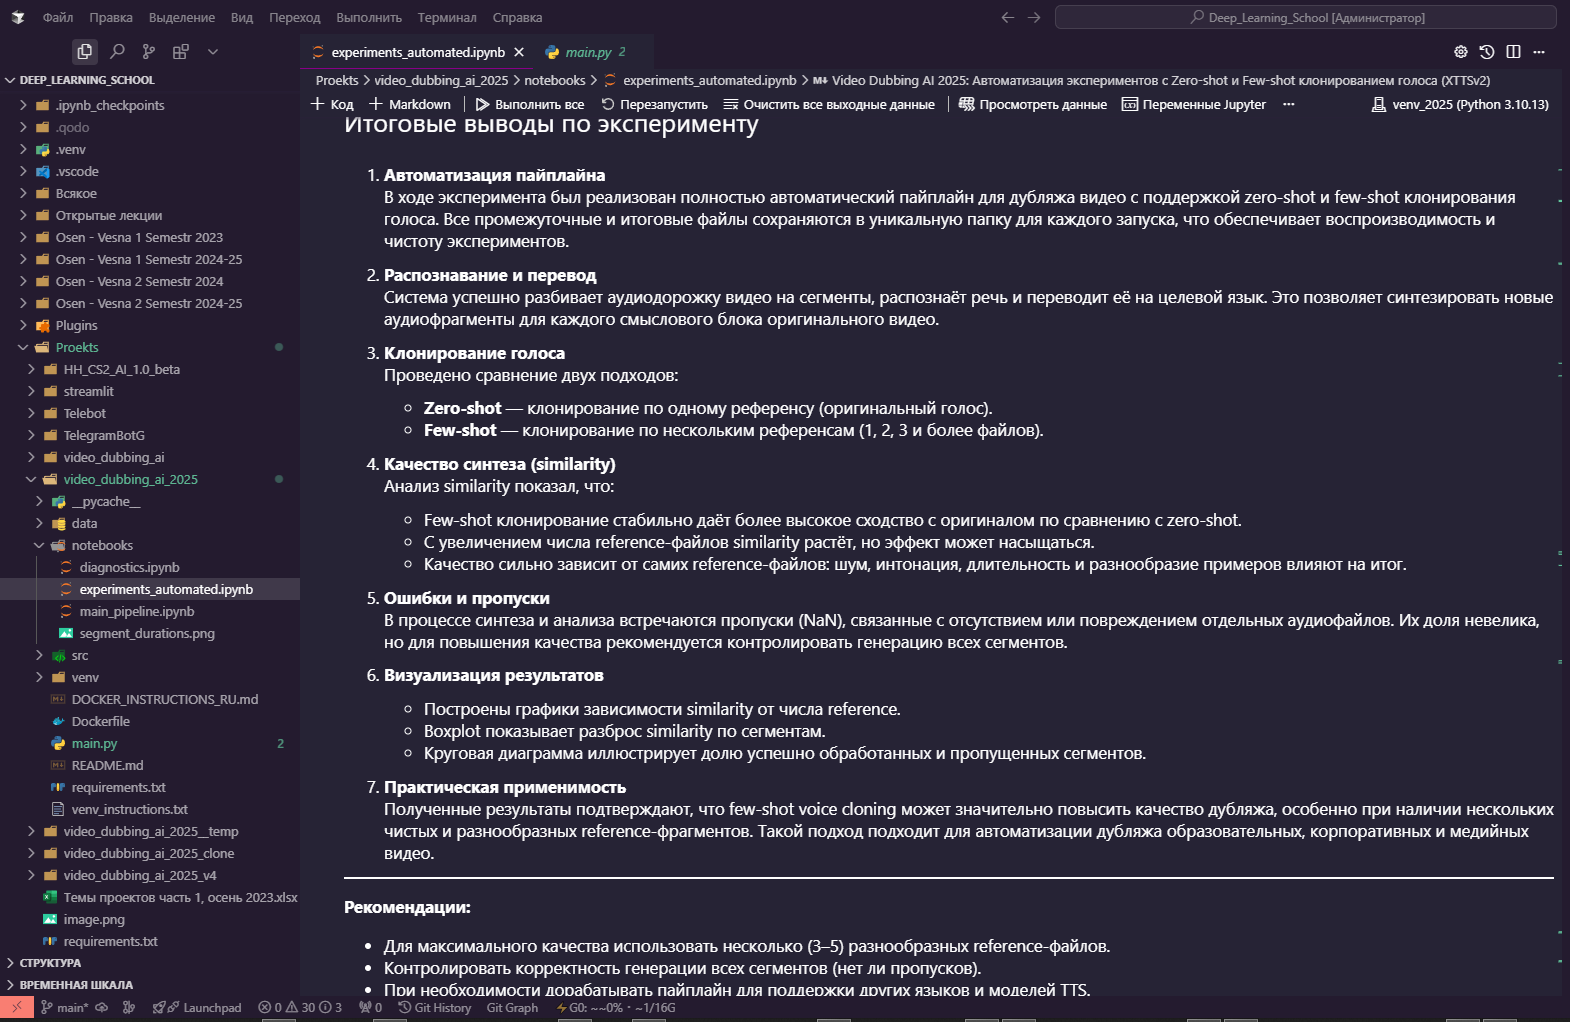 Файл Правка Выделение Вид Переход Выполнить Терминал Справка
Deep_Learning_School [Администратор]
experiments_automated.ipynb
main.py 2
DEEP_LEARNING_SCHOOL
.ipynb_checkpoints
.qodo
.venv
.vscode
Всякое
Открытые лекции
Osen - Vesna 1 Semestr 2023
Osen - Vesna 1 Semestr 2024-25
Osen - Vesna 2 Semestr 2024
Osen - Vesna 2 Semestr 2024-25
Plugins
Proekts
HH_CS2_AI_1.0_beta
streamlit
Telebot
TelegramBotG
video_dubbing_ai
video_dubbing_ai_2025
__pycache__
data
notebooks
diagnostics.ipynb
experiments_automated.ipynb
main_pipeline.ipynb
segment_durations.png
src
venv
DOCKER_INSTRUCTIONS_RU.md
Dockerfile
main.py 2
README.md
requirements.txt
venv_instructions.txt
video_dubbing_ai_2025__temp
video_dubbing_ai_2025_clone
video_dubbing_ai_2025_v4
Темы проектов часть 1, осень 2023.xlsx
image.png
requirements.txt
СТРУКТУРА
ВРЕМЕННАЯ ШКАЛА
Proekts > video_dubbing_ai_2025 > notebooks > experiments_automated.ipynb > M↓ Video Dubbing AI 2025: Автоматизация экспериментов с Zero-shot и Few-shot клонированием голоса (XTTSv2)
Код Markdown Выполнить все Перезапустить Очистить все выходные данные Просмотреть данные Переменные Jupyter ··· venv_2025 (Python 3.10.13)
Итоговые выводы по эксперименту
1. Автоматизация пайплайна
В ходе эксперимента был реализован полностью автоматический пайплайн для дубляжа видео с поддержкой zero-shot и few-shot клонирования
голоса. Все промежуточные и итоговые файлы сохраняются в уникальную папку для каждого запуска, что обеспечивает воспроизводимость и
чистоту экспериментов.
2. Распознавание и перевод
Система успешно разбивает аудиодорожку видео на сегменты, распознаёт речь и переводит её на целевой язык. Это позволяет синтезировать новые
аудиофрагменты для каждого смыслового блока оригинального видео.
3. Клонирование голоса
Проведено сравнение двух подходов:
Zero-shot — клонирование по одному референсу (оригинальный голос).
Few-shot — клонирование по нескольким референсам (1, 2, 3 и более файлов).
4. Качество синтеза (similarity)
Анализ similarity показал, что:
Few-shot клонирование стабильно даёт более высокое сходство с оригиналом по сравнению с zero-shot.
С увеличением числа reference-файлов similarity растёт, но эффект может насыщаться.
Качество сильно зависит от самих reference-файлов: шум, интонация, длительность и разнообразие примеров влияют на итог.
5. Ошибки и пропуски
В процессе синтеза и анализа встречаются пропуски (NaN), связанные с отсутствием или повреждением отдельных аудиофайлов. Их доля невелика,
но для повышения качества рекомендуется контролировать генерацию всех сегментов.
6. Визуализация результатов
Построены графики зависимости similarity от числа reference.
Boxplot показывает разброс similarity по сегментам.
Круговая диаграмма иллюстрирует долю успешно обработанных и пропущенных сегментов.
7. Практическая применимость
Полученные результаты подтверждают, что few-shot voice cloning может значительно повысить качество дубляжа, особенно при наличии нескольких
чистых и разнообразных reference-фрагментов. Такой подход подходит для автоматизации дубляжа образовательных, корпоративных и медийных
видео.
Рекомендации:
Для максимального качества использовать несколько (3–5) разнообразных reference-файлов.
Контролировать корректность генерации всех сегментов (нет ли пропусков).
При необходимости дорабатывать пайплайн для поддержки других языков и моделей TTS.
main* Launchpad 0 30 3 0 Git History Git Graph G0: ~~0% · ~1/16G